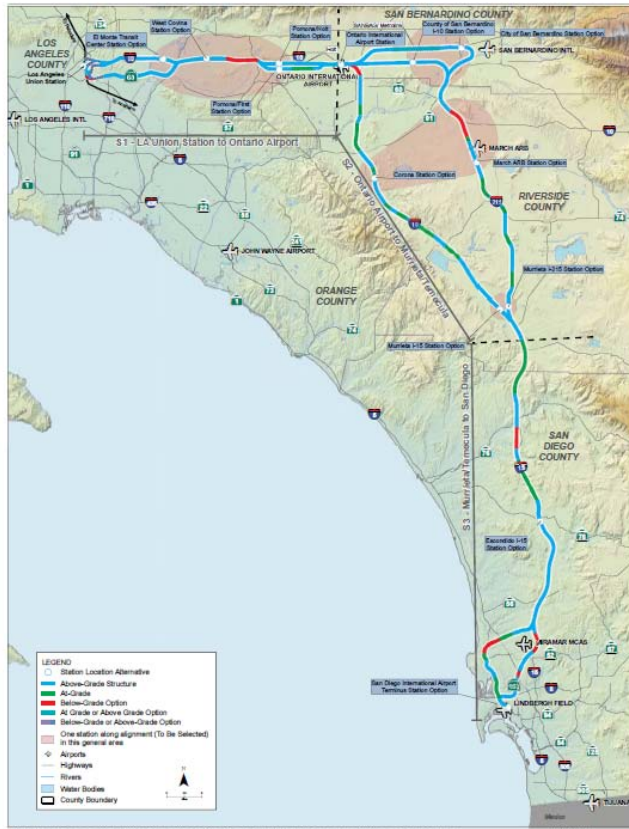 SAN BERNARDINO COUNTY
LOS
ANGELES
COUNTY
Los Angeles
Union Station
El Monte Transit
Center Station Option
West Covina
Station Option
Pomona/Holt
Station Option
Ontario International
Airport Station
County of San Bernardino
I-10 Station Option
City of San Bernardino Station Option
SAN BERNARDINO INTL
ONTARIO INTERNATIONAL
AIRPORT
LOS ANGELES INTL
Pomona/First
Station Option
S1 - LA Union Station to Ontario Airport
MARCH ARB
March ARB Station Option
Corona Station Option
RIVERSIDE
COUNTY
S2 - Ontario Airport to Murrieta/Temecula
JOHN WAYNE AIRPORT
ORANGE
COUNTY
Murrieta I-215 Station Option
Murrieta I-15 Station Option
S3 - Murrieta/Temecula to San Diego
SAN
DIEGO
COUNTY
Escondido I-15
Station Option
MIRAMAR MCAS
San Diego International Airport
Terminus Station Option
LINDBERGH FIELD
TIJUANA
Mexico
LEGEND
Station Location Alternative
Above-Grade Structure
At-Grade
Below-Grade Option
At Grade or Above Grade Option
Below-Grade or Above-Grade Option
One station along alignment (To Be Selected)
in this general area
Airports
Highways
Rivers
Water Bodies
County Boundary
N